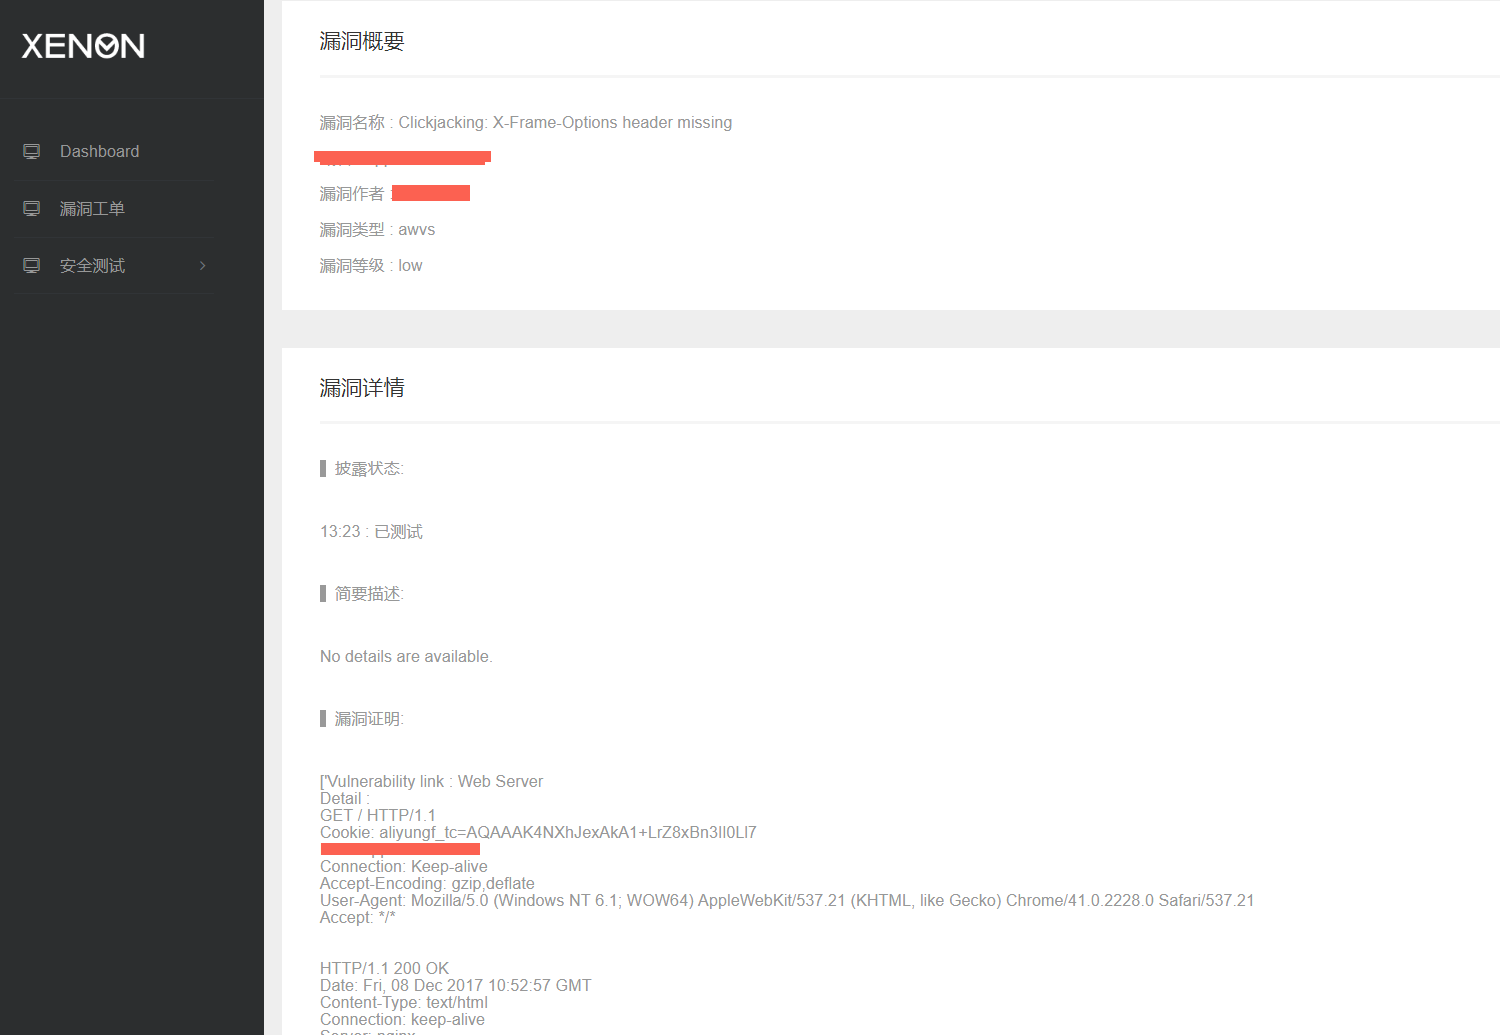 XENON
Dashboard
漏洞工单
安全测试
漏洞概要
漏洞名称 : Clickjacking: X-Frame-Options header missing
漏洞作者 :
漏洞类型 : awvs
漏洞等级 : low
漏洞详情
披露状态:
13:23 : 已测试
简要描述:
No details are available.
漏洞证明:
['Vulnerability link : Web Server
Detail :
GET / HTTP/1.1
Cookie: aliyungf_tc=AQAAAK4NXhJexAkA1+LrZ8xBn3Il0LI7
Connection: Keep-alive
Accept-Encoding: gzip,deflate
User-Agent: Mozilla/5.0 (Windows NT 6.1; WOW64) AppleWebKit/537.21 (KHTML, like Gecko) Chrome/41.0.2228.0 Safari/537.21
Accept: */*
HTTP/1.1 200 OK
Date: Fri, 08 Dec 2017 10:52:57 GMT
Content-Type: text/html
Connection: keep-alive
Server: nginx